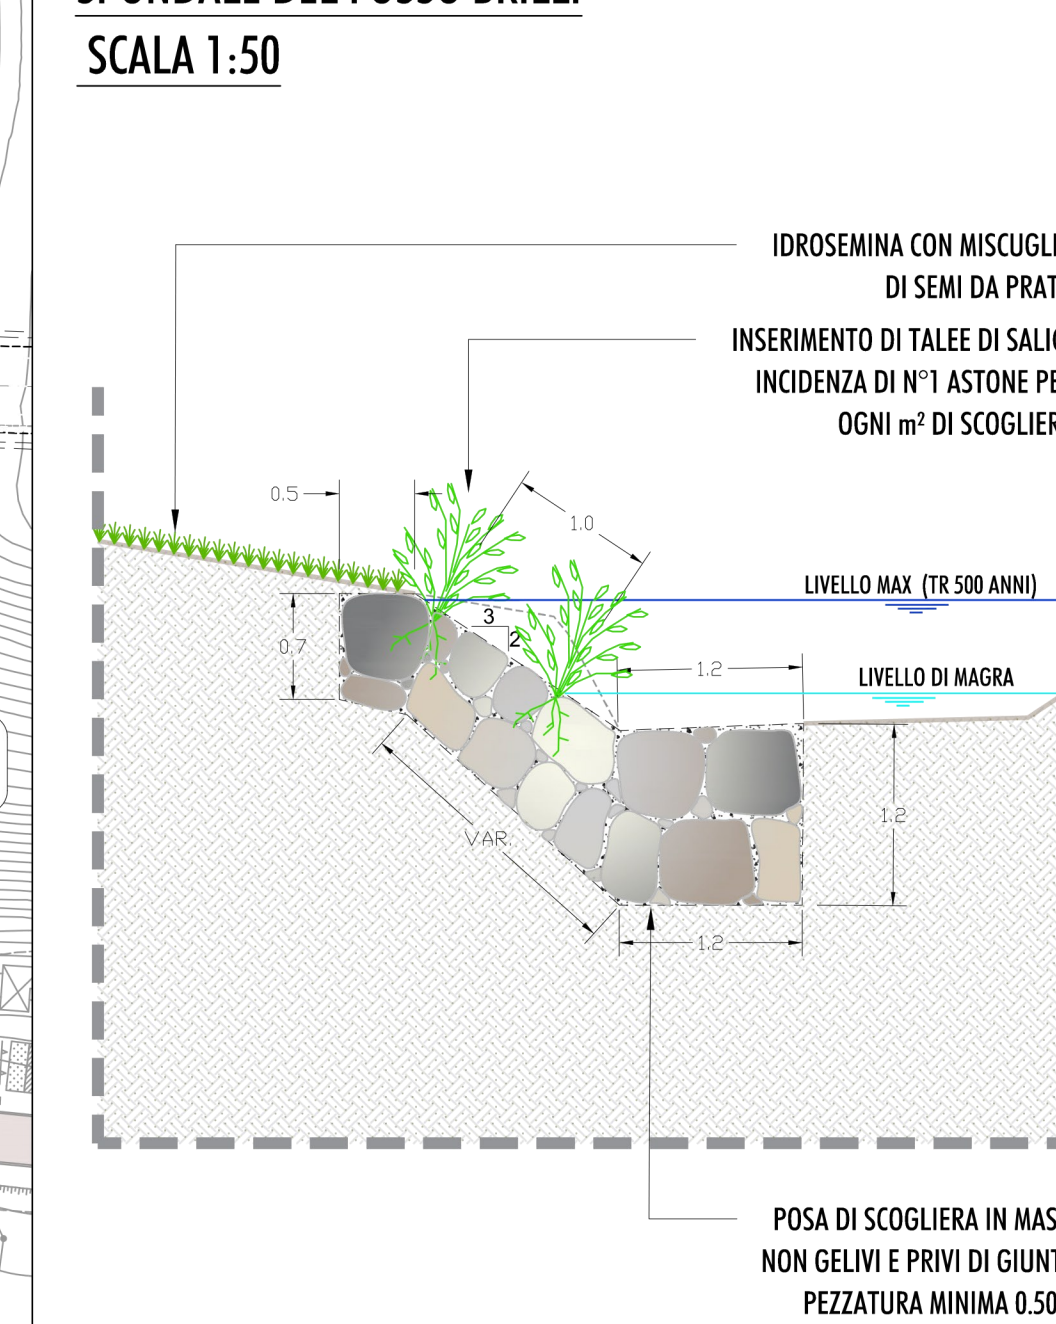 SCALA 1:50
IDROSEMINA CON MISCUGLI
DI SEMI DA PRAT
INSERIMENTO DI TALEE DI SALIC
INCIDENZA DI N°1 ASTONE PE
OGNI m² DI SCOGLIER
0.5
1.0
LIVELLO MAX (TR 500 ANNI)
3
2
0.7
1.2
LIVELLO DI MAGRA
1.2
VAR.
1.2
POSA DI SCOGLIERA IN MAS
NON GELIVI E PRIVI DI GIUNT
PEZZATURA MINIMA 0.50